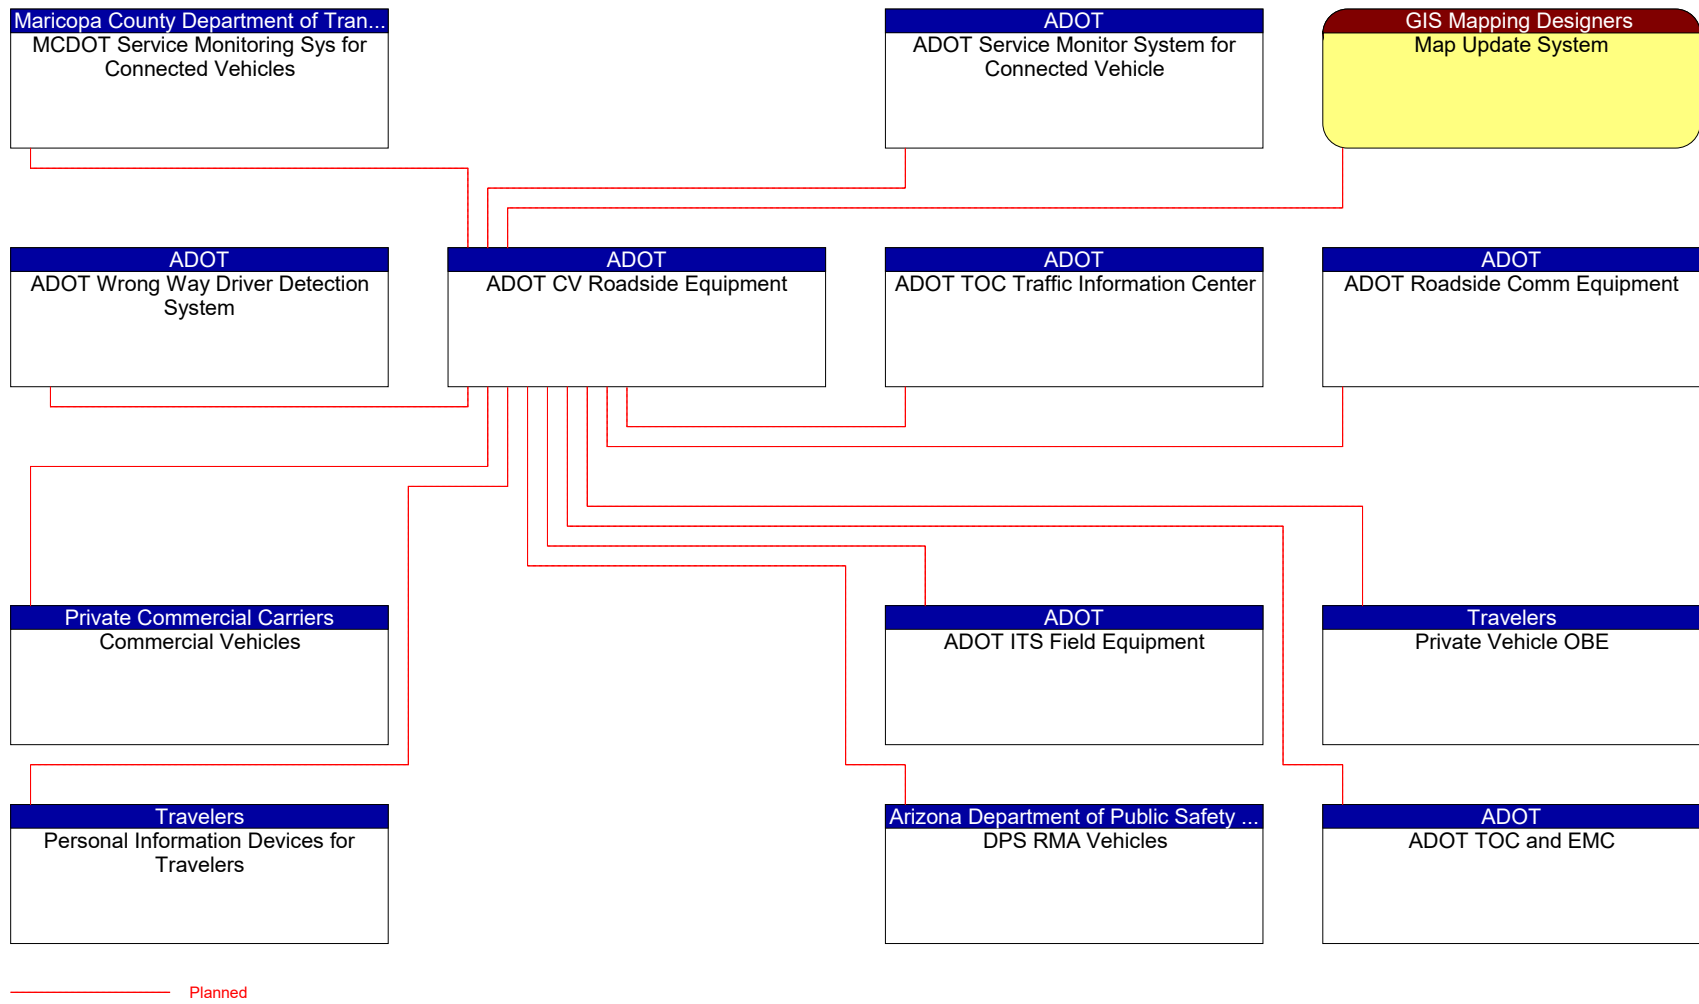 Maricopa County Department of Tran...
MCDOT Service Monitoring Sys for
Connected Vehicles
ADOT
ADOT Service Monitor System for
Connected Vehicle
GIS Mapping Designers
Map Update System
ADOT
ADOT Wrong Way Driver Detection
System
ADOT
ADOT CV Roadside Equipment
ADOT
ADOT TOC Traffic Information Center
ADOT
ADOT Roadside Comm Equipment
Private Commercial Carriers
Commercial Vehicles
ADOT
ADOT ITS Field Equipment
Travelers
Private Vehicle OBE
Travelers
Personal Information Devices for
Travelers
Arizona Department of Public Safety ...
DPS RMA Vehicles
ADOT
ADOT TOC and EMC
Planned